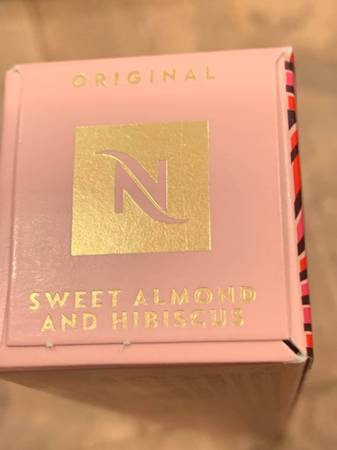 ORIGINAL
N
SWEET ALMOND
AND HIBISCUS